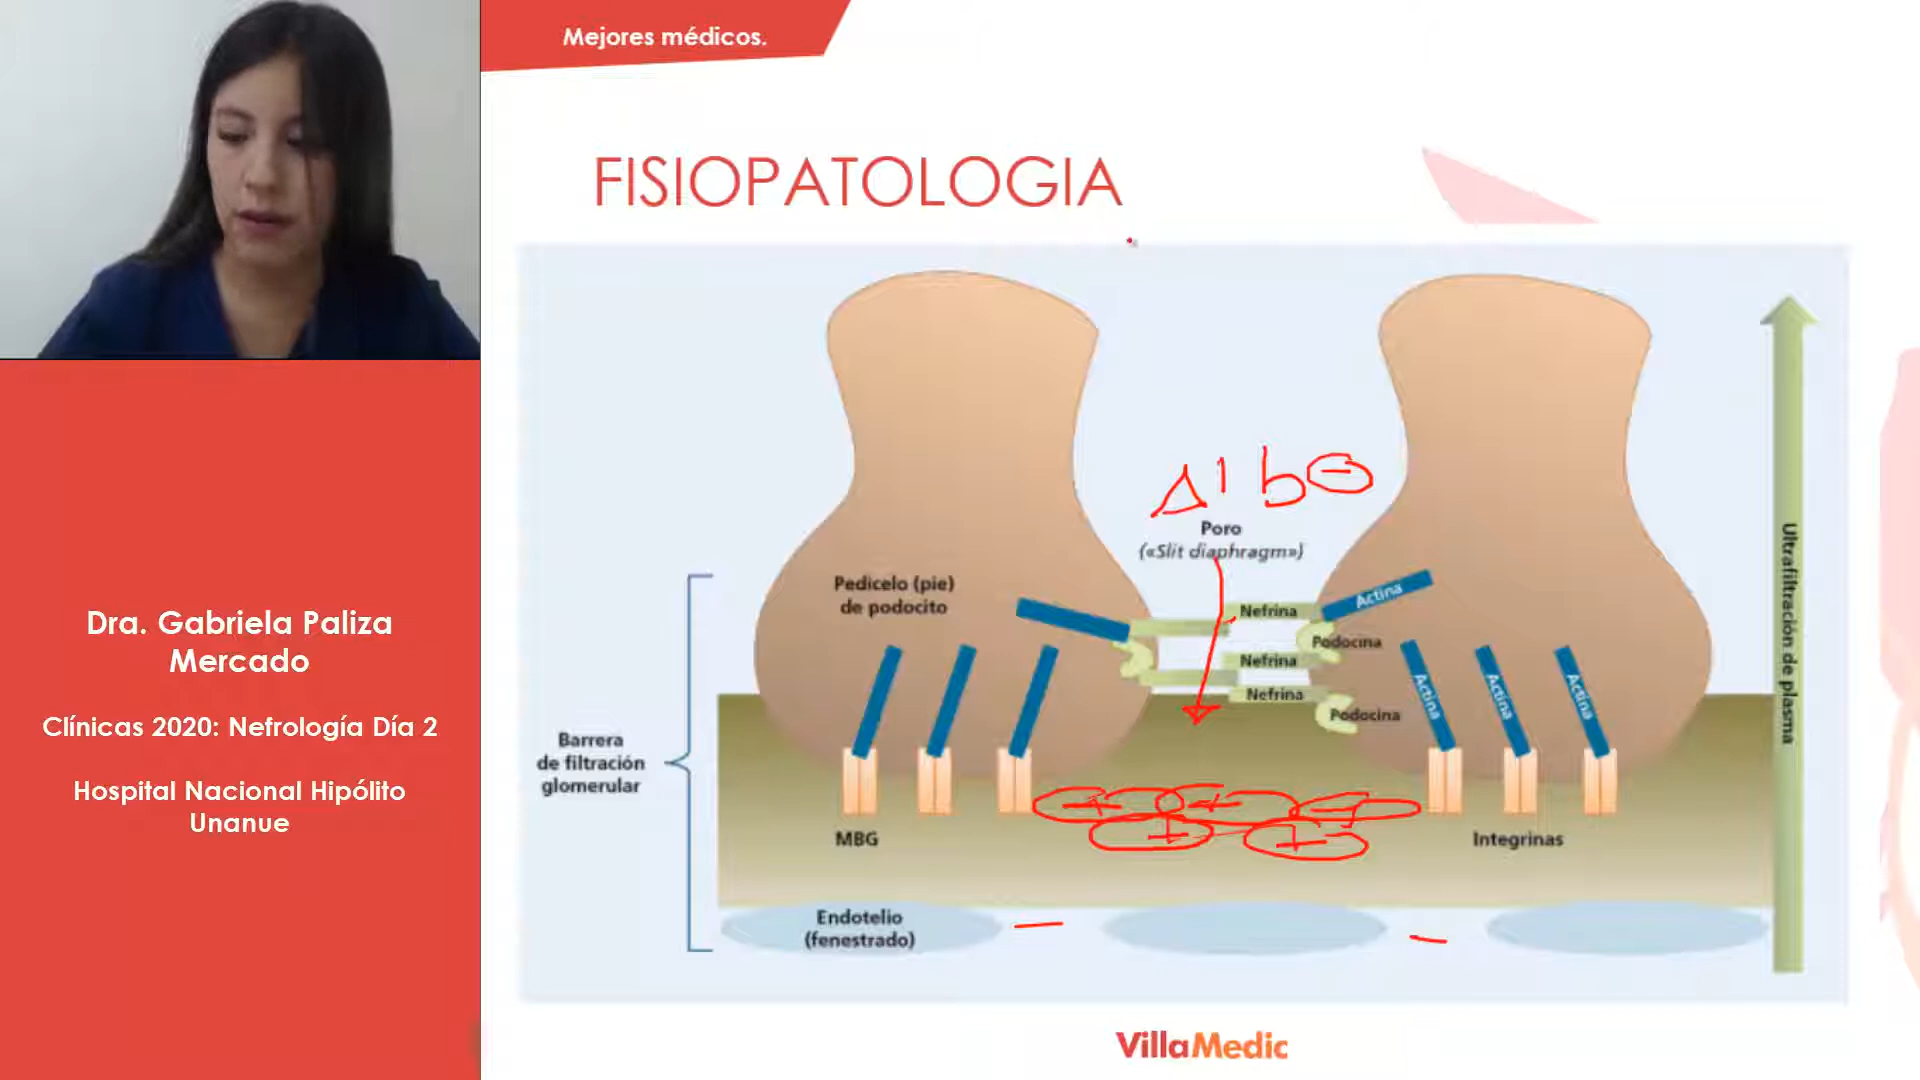 Mejores médicos.
FISIOPATOLOGIA
Dra. Gabriela Paliza
Mercado
Clínicas 2020: Nefrología Día 2
Hospital Nacional Hipólito
Unanue
Alb
Poro
(«Slit diaphragm»)
Pedicelo (pie)
de podocito
Nefrina
Actina
Podocina
Nefrina
Nefrina
Podocina
Actina
Actina
Actina
Barrera
de filtración
glomerular
MBG
Integrinas
Endotelio
(fenestrado)
Ultrafiltración de plasma
VillaMedic